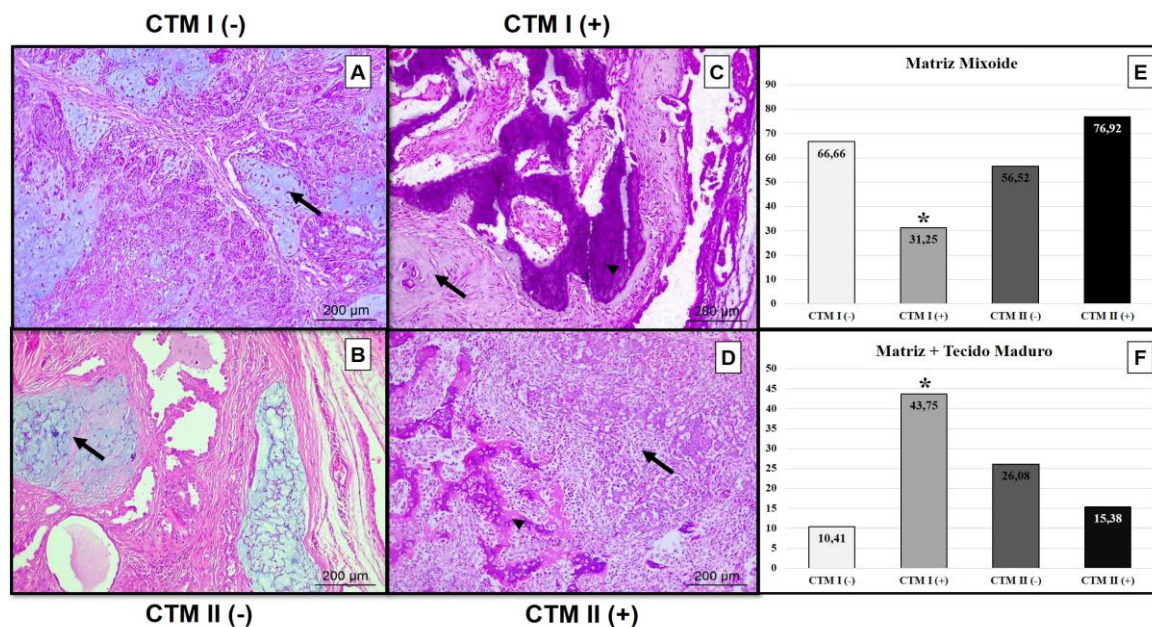 CTM I (-)
CTM I (+)
A
200 µm
C
200 µm
B
200 µm
D
200 µm
CTM II (-)
CTM II (+)
E
Matriz Mixoide
90
80
70
60
50
40
30
20
10
0
66,66
*
31,25
56,52
76,92
CTM I (-)
CTM I (+)
CTM II (-)
CTM II (+)
F
Matriz + Tecido Maduro
50
45
40
35
30
25
20
15
10
5
0
10,41
*
43,75
26,08
15,38
CTM I (-)
CTM I (+)
CTM II (-)
CTM II (+)